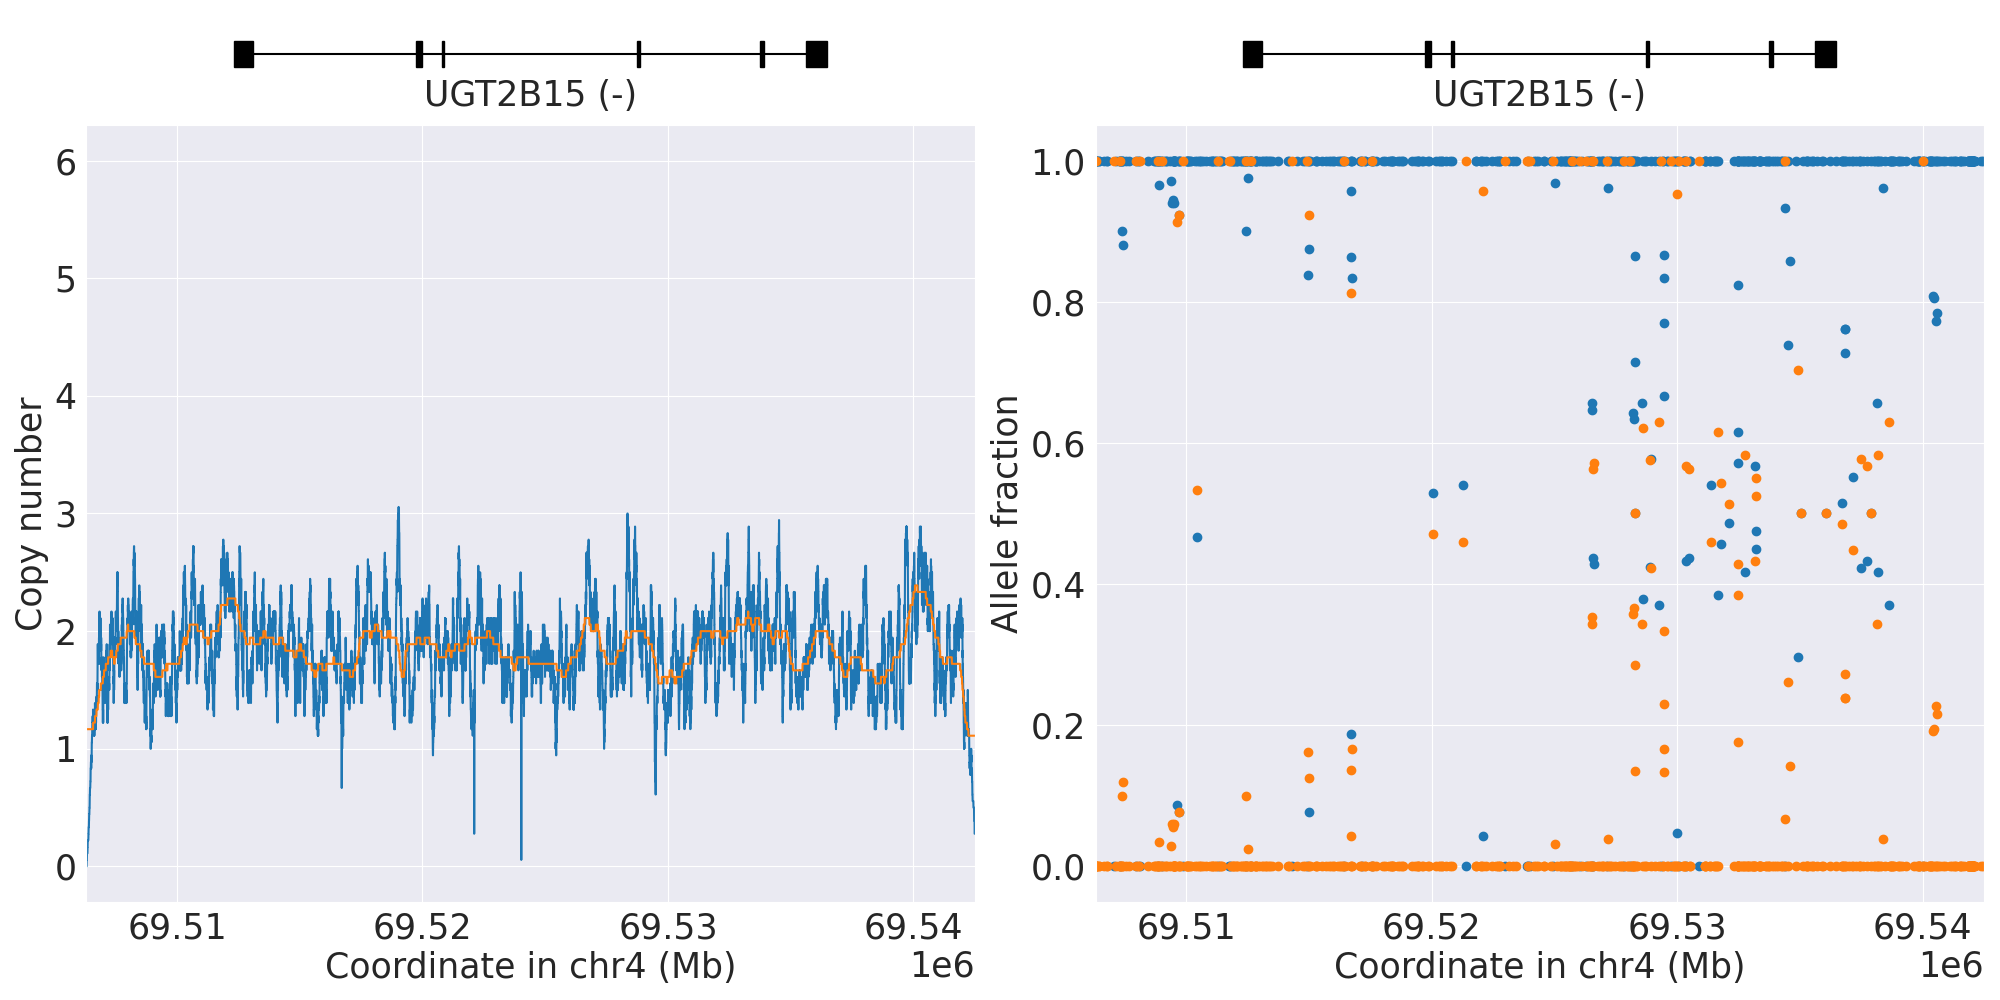 UGT2B15 (-)
6
5
4
3
2
1
0
Copy number
69.51 69.52 69.53 69.54
1e6
Coordinate in chr4 (Mb)
UGT2B15 (-)
1.0
0.8
0.6
0.4
0.2
0.0
Allele fraction
69.51 69.52 69.53 69.54
1e6
Coordinate in chr4 (Mb)